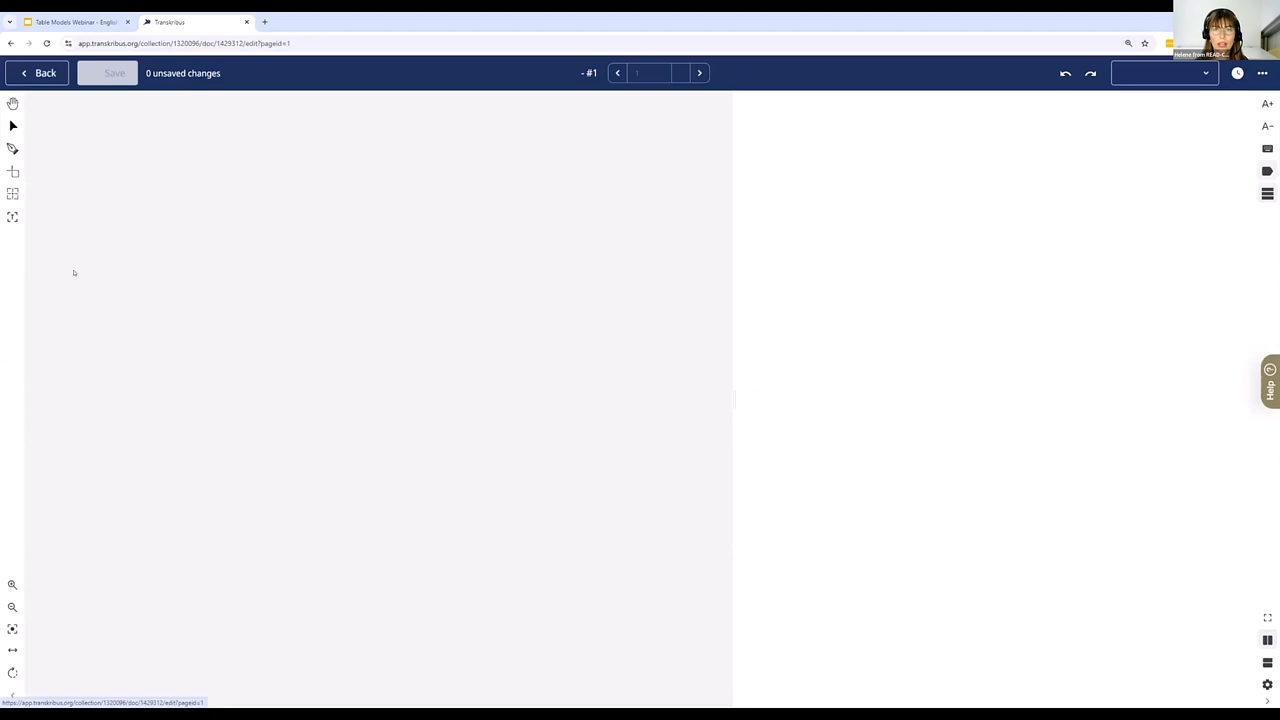 Table Models Webinar - English
Transkribus
app.transkribus.org/collection/1320096/doc/1429312/edit?pageid=1
Helene from READ-C...
Back
Save
0 unsaved changes
- #1
1
A+
A-
Help
https://app.transkribus.org/collection/1320096/doc/1429312/edit?pageid=1